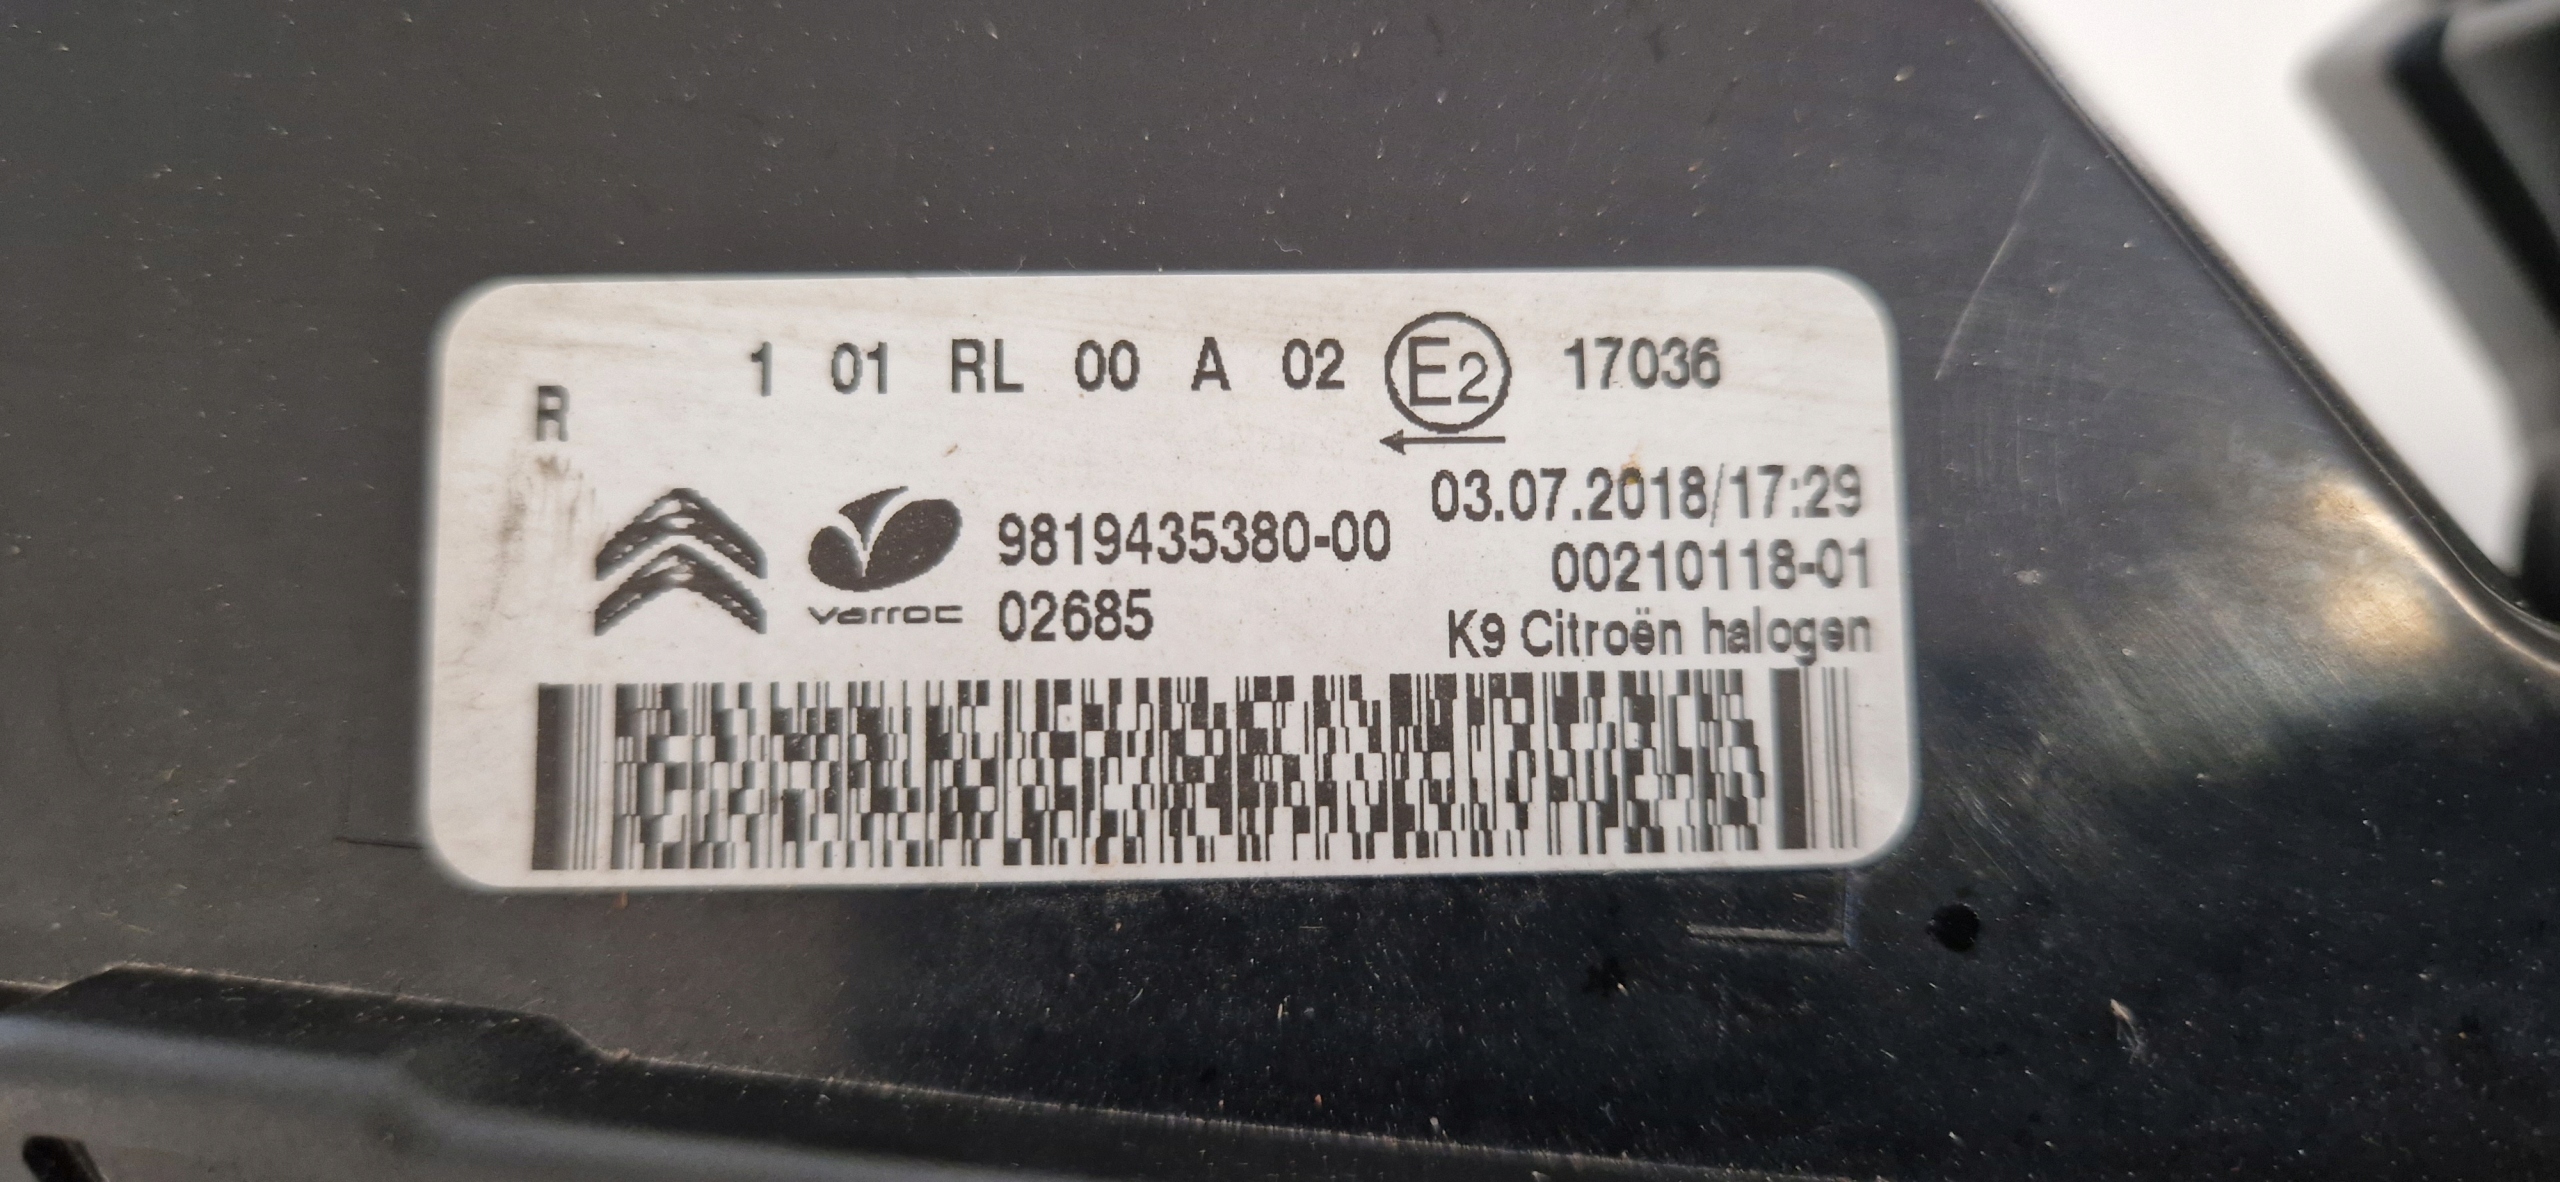 1 01 RL 00 A 02 E2 17036
R
03.07.2018/17:29
9819435380-00
00210118-01
varroc
02685
K9 Citroën halogen